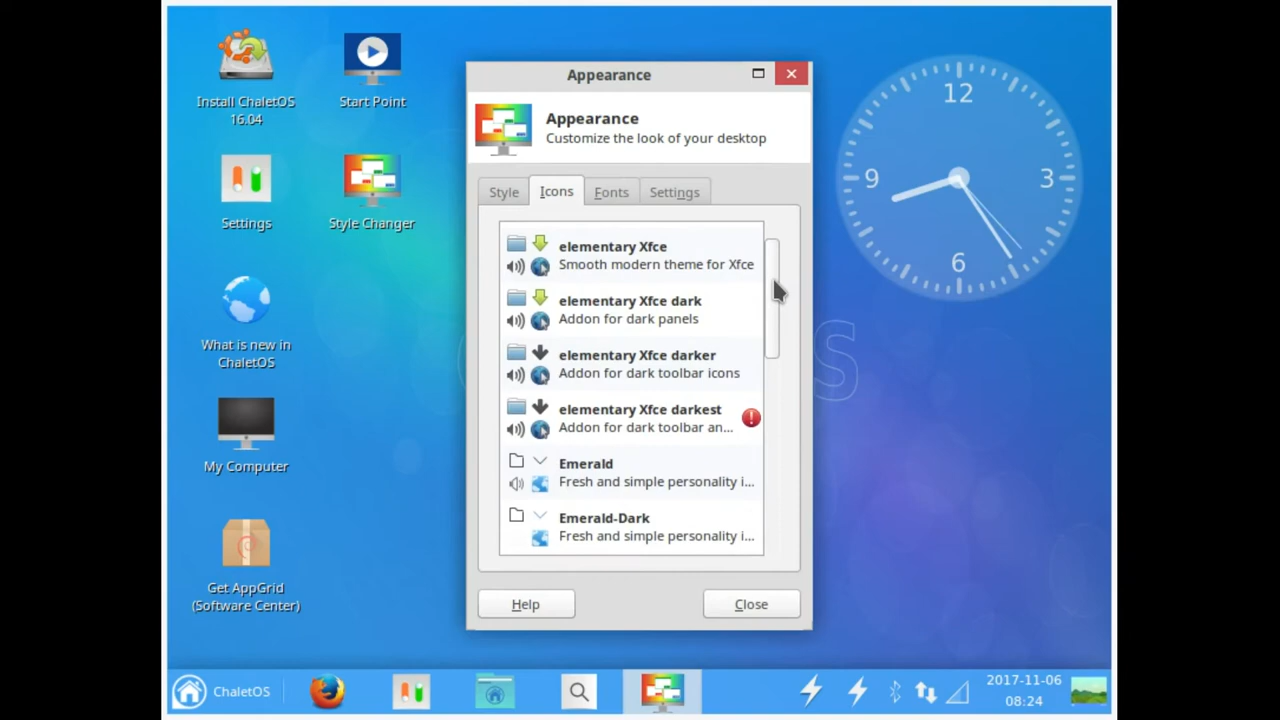 Install ChaletOS
16.04
Start Point
Settings
Style Changer
What is new in
ChaletOS
My Computer
Get AppGrid
(Software Center)
Appearance
Appearance
Customize the look of your desktop
Style
Icons
Fonts
Settings
elementary Xfce
Smooth modern theme for Xfce
elementary Xfce dark
Addon for dark panels
elementary Xfce darker
Addon for dark toolbar icons
elementary Xfce darkest
Addon for dark toolbar an...
Emerald
Fresh and simple personality i...
Emerald-Dark
Fresh and simple personality i...
Help
Close
12
9
3
6
S
ChaletOS
2017-11-06
08:24